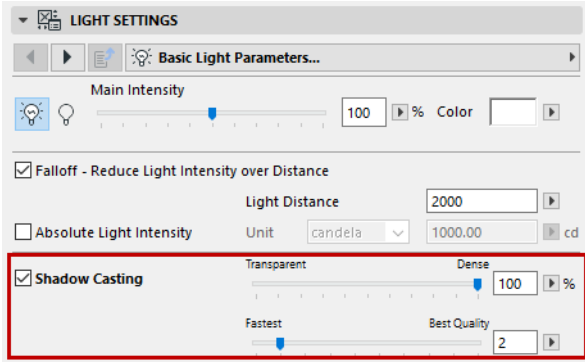 LIGHT SETTINGS
Basic Light Parameters...
Main Intensity
100 % Color
Falloff - Reduce Light Intensity over Distance
Light Distance 2000
Absolute Light Intensity Unit candela 1000.00 cd
Transparent Dense
Shadow Casting 100 %
Fastest Best Quality
2